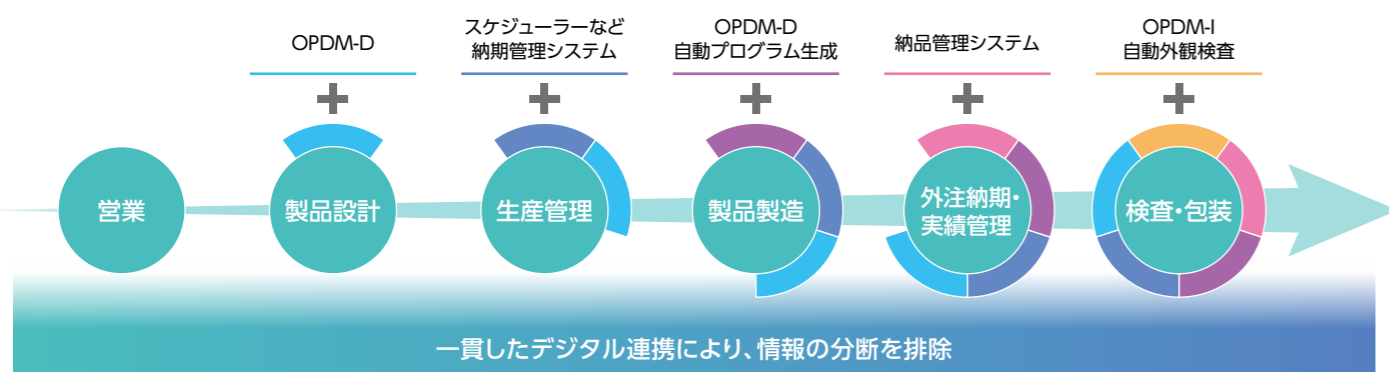 OPDM-D
スケジューラーなど
納期管理システム
OPDM-D
自動プログラム生成
納品管理システム
OPDM-I
自動外観検査
営業
製品設計
生産管理
製品製造
外注納期・
実績管理
検査・包装
一貫したデジタル連携により、情報の分断を排除